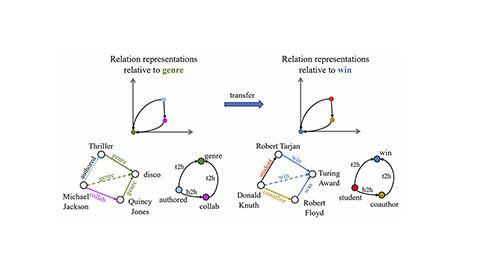 Relation representations
relative to genre
Relation representations
relative to win
transfer
Thriller
authored
genre
genre
disco
genre
Michael
Jackson
collab
Quincy
Jones
genre
t2h
t2h
authored
h2h
collab
Robert Tarjan
student
win
win
Turing
Award
win
Donald
Knuth
coauthor
Robert
Floyd
win
t2h
t2h
h2h
student
coauthor